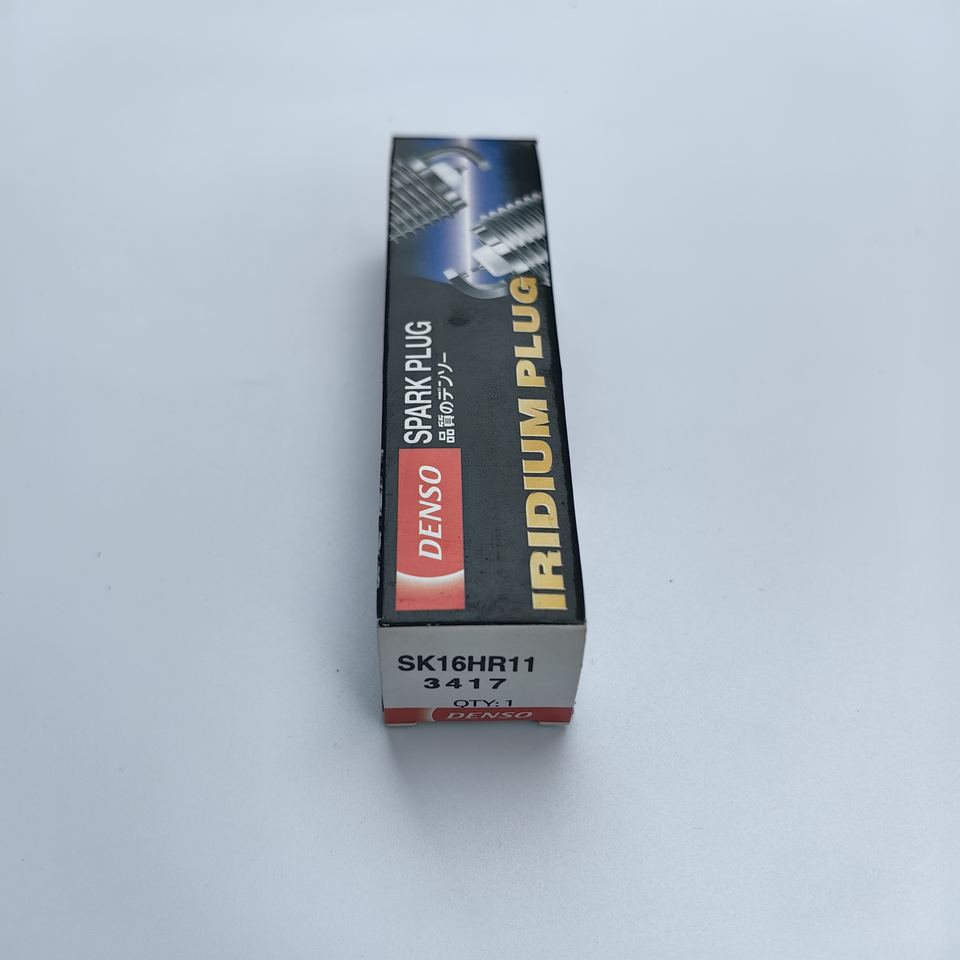 SPARK PLUG
品質のデンソー
DENSO
IRIDIUM PLUG
SK16HR11
3417
QTY: 1
DENSO